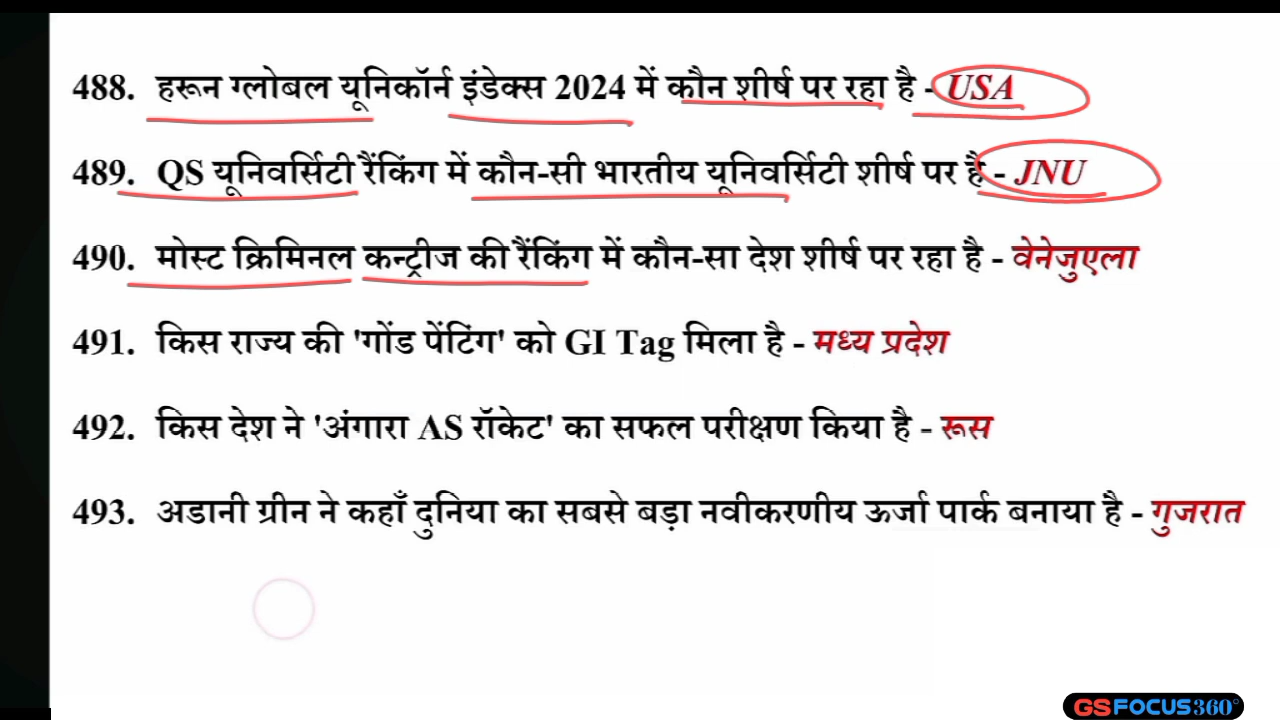 488. हरून ग्लोबल यूनिकॉर्न इंडेक्स 2024 में कौन शीर्ष पर रहा है - USA
489. QS यूनिवर्सिटी रैंकिंग में कौन-सी भारतीय यूनिवर्सिटी शीर्ष पर है - JNU
490. मोस्ट क्रिमिनल कन्ट्रीज की रैंकिंग में कौन-सा देश शीर्ष पर रहा है - वेनेजुएला
491. किस राज्य की 'गोंड पेंटिंग' को GI Tag मिला है - मध्य प्रदेश
492. किस देश ने 'अंगारा AS रॉकेट' का सफल परीक्षण किया है - रूस
493. अडानी ग्रीन ने कहाँ दुनिया का सबसे बड़ा नवीकरणीय ऊर्जा पार्क बनाया है - गुजरात
GSFOCUS360°